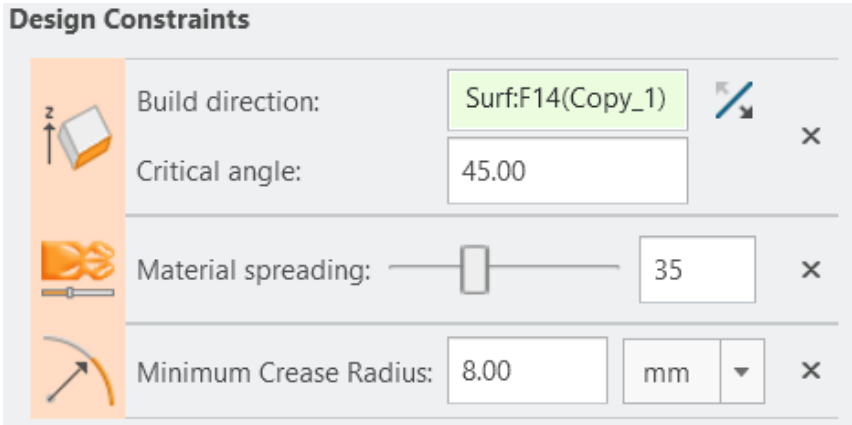 Design Constraints
z
Build direction: Surf:F14(Copy_1)
Critical angle: 45.00
Material spreading: 35
Minimum Crease Radius: 8.00 mm